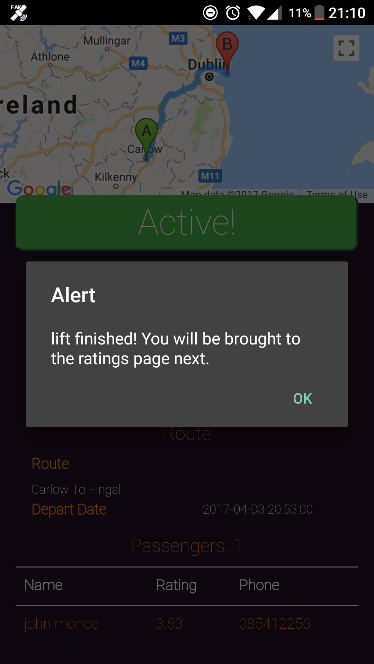 FAKE
11% 21:10
Mullingar
M3
Athlone
M4
Dublin
B
reland
A
Carlow
Kilkenny
M11
Google
Map data ©2017 Google
Terms of Use
Active!
Alert
lift finished! You will be brought to
the ratings page next.
OK
Route
Route
Carlow To Fingal
Depart Date 2017-04-03 20:53:00
Passengers: 1
Name Rating Phone
john monde 3.63 085412256